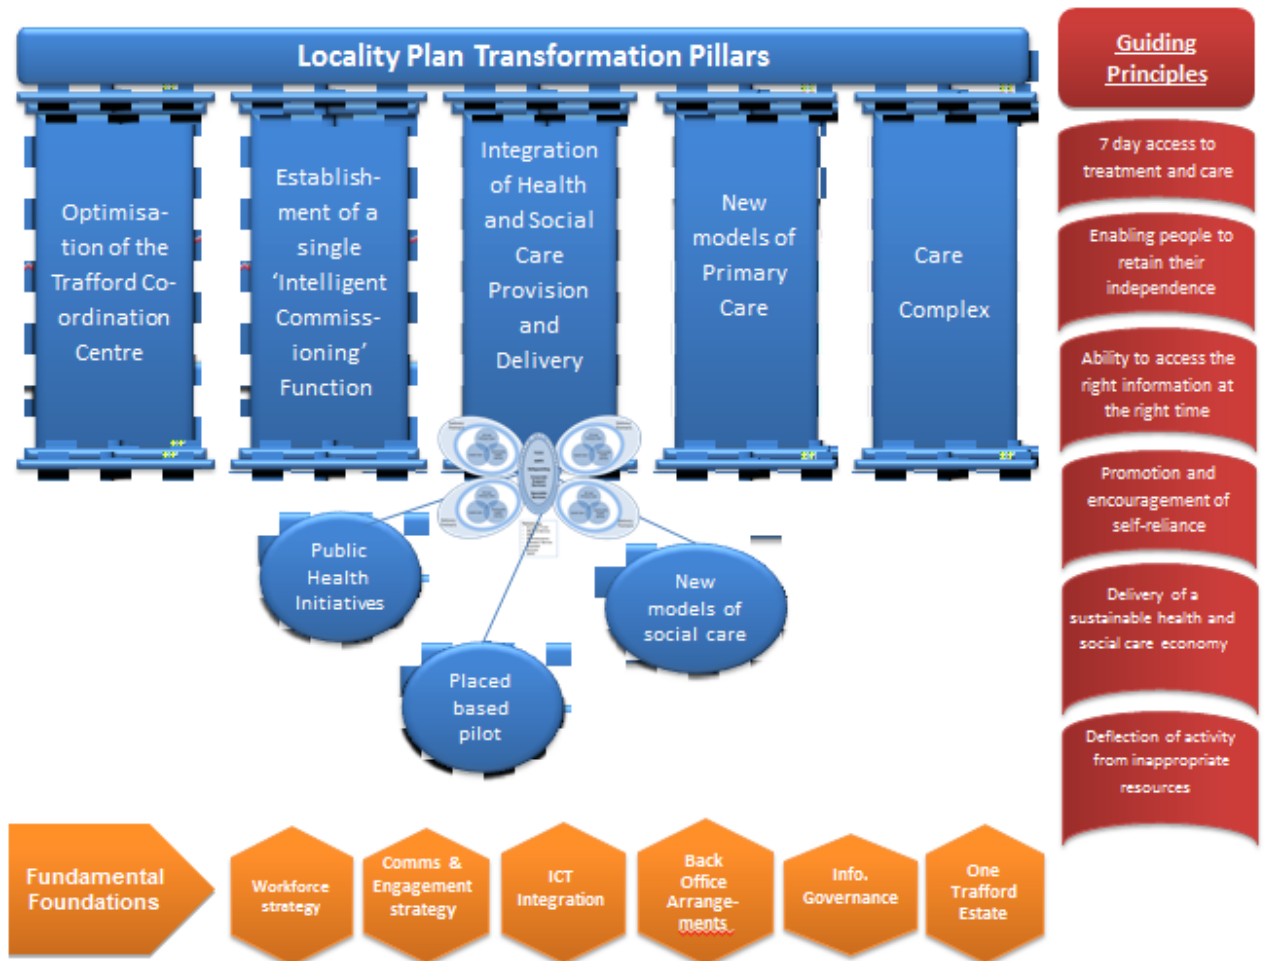 Locality Plan Transformation Pillars
Optimisa-
tion of the
Trafford Co-
ordination
Centre
Establish-
ment of a
single
‘Intelligent
Commiss-
ioning’
Function
Integration
of Health
and Social
Care
Provision
and
Delivery
New
models of
Primary
Care
Care
Complex
Public
Health
Initiatives
Placed
based
pilot
New
models of
social care
Guiding
Principles
7 day access to
treatment and care
Enabling people to
retain their
independence
Ability to access the
right information at
the right time
Promotion and
encouragement of
self-reliance
Delivery of a
sustainable health and
social care economy
Deflection of activity
from inappropriate
resources
Fundamental
Foundations
Workforce
strategy
Comms &
Engagement
strategy
ICT
Integration
Back
Office
Arrange-
ments
Info.
Governance
One
Trafford
Estate